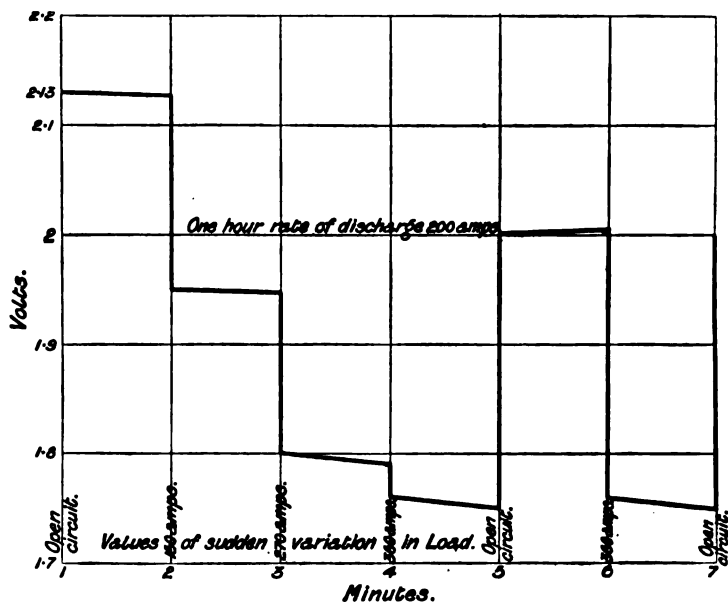 2.2
2.13
2.1
One hour rate of discharge 200 amps.
2
Volts.
1.9
1.8
Open circuit.
270 amps.
360 amps.
Open circuit.
360 amps.
Open circuit.
Values of sudden variation in Load.
1.7
1
2
3
4
5
6
7
Minutes.